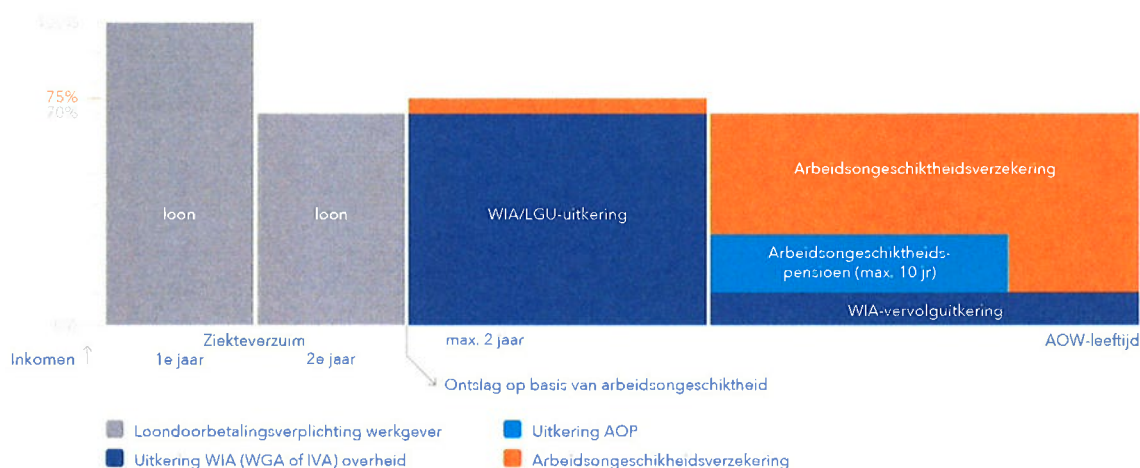 100%
75%
70%
loon
loon
WIA/LGU-uitkering
Arbeidsongeschiktheidsverzekering
Arbeidsongeschiktheids-
pensioen (max. 10 jr)
WIA-vervolguitkering
Ziekteverzuim
max. 2 jaar
AOW-leeftijd
Inkomen
1e jaar
2e jaar
Ontslag op basis van arbeidsongeschiktheid
Loondoorbetalingsverplichting werkgever
Uitkering AOP
Uitkering WIA (WGA of IVA) overheid
Arbeidsongeschikheidsverzekering